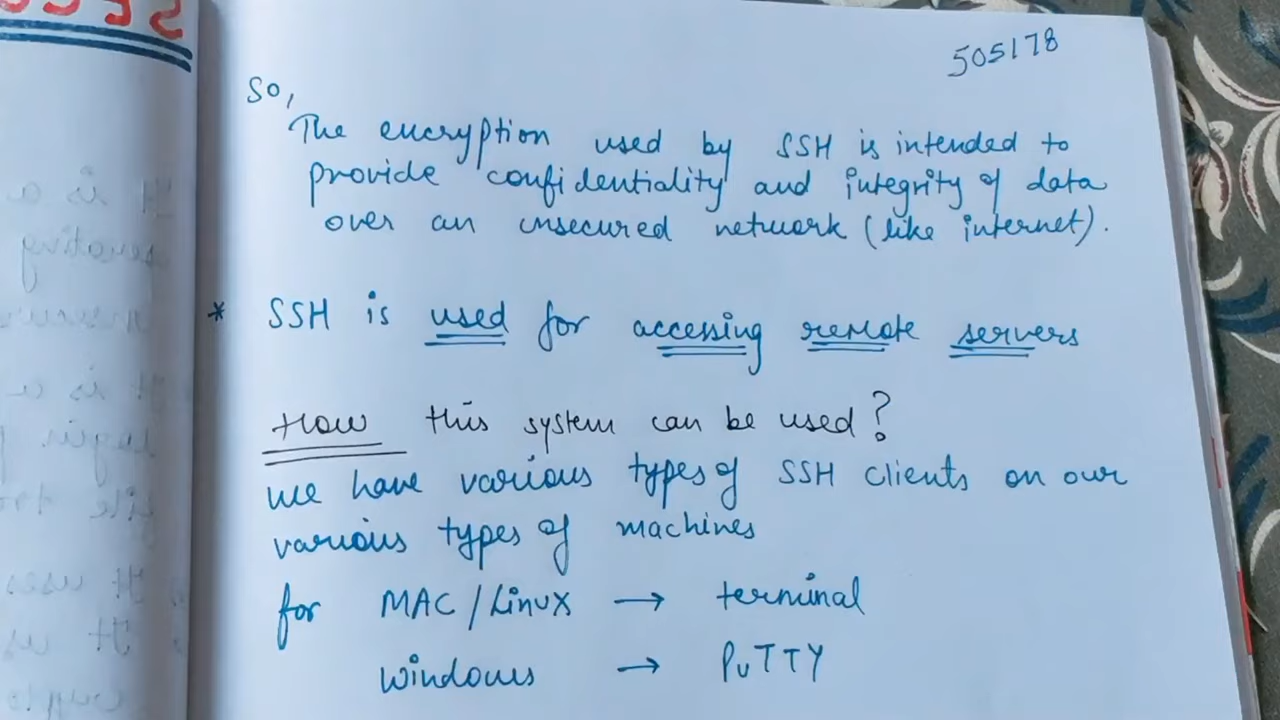 505178
So,
The encryption used by SSH is intended to
provide confidentiality and integrity of data
over an unsecured network (like internet).
* SSH is used for accessing remote servers
How this system can be used?
we have various types of SSH clients on our
various types of machines
for MAC/Linux → terminal
windows → PuTTY